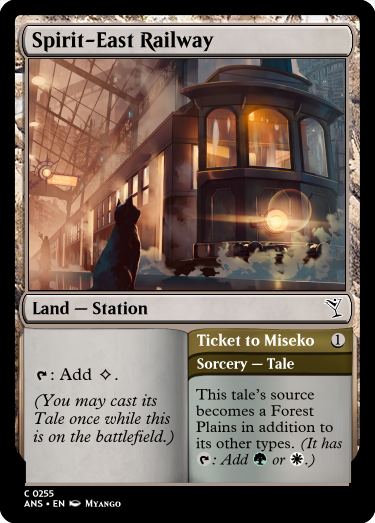 Spirit-East Railway
Land — Station
: Add .
(You may cast its
Tale once while this
is on the battlefield.)
Ticket to Miseko 1
Sorcery — Tale
This tale's source
becomes a Forest
Plains in addition to
its other types. (It has
: Add or .)
C 0255
ANS • EN Myango